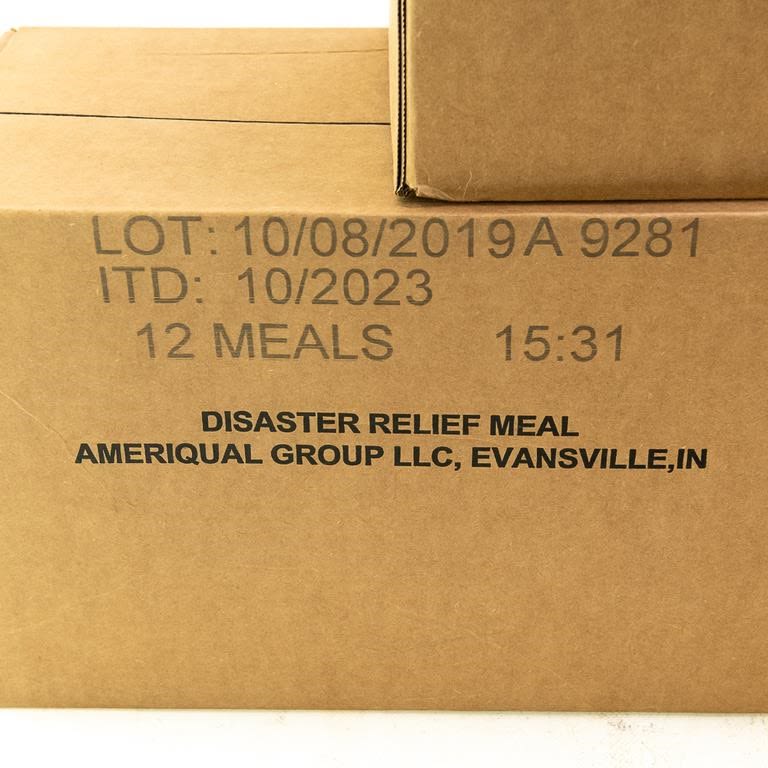 LOT: 10/08/2019A 9281
ITD: 10/2023
12 MEALS 15:31
DISASTER RELIEF MEAL
AMERIQUAL GROUP LLC, EVANSVILLE,IN